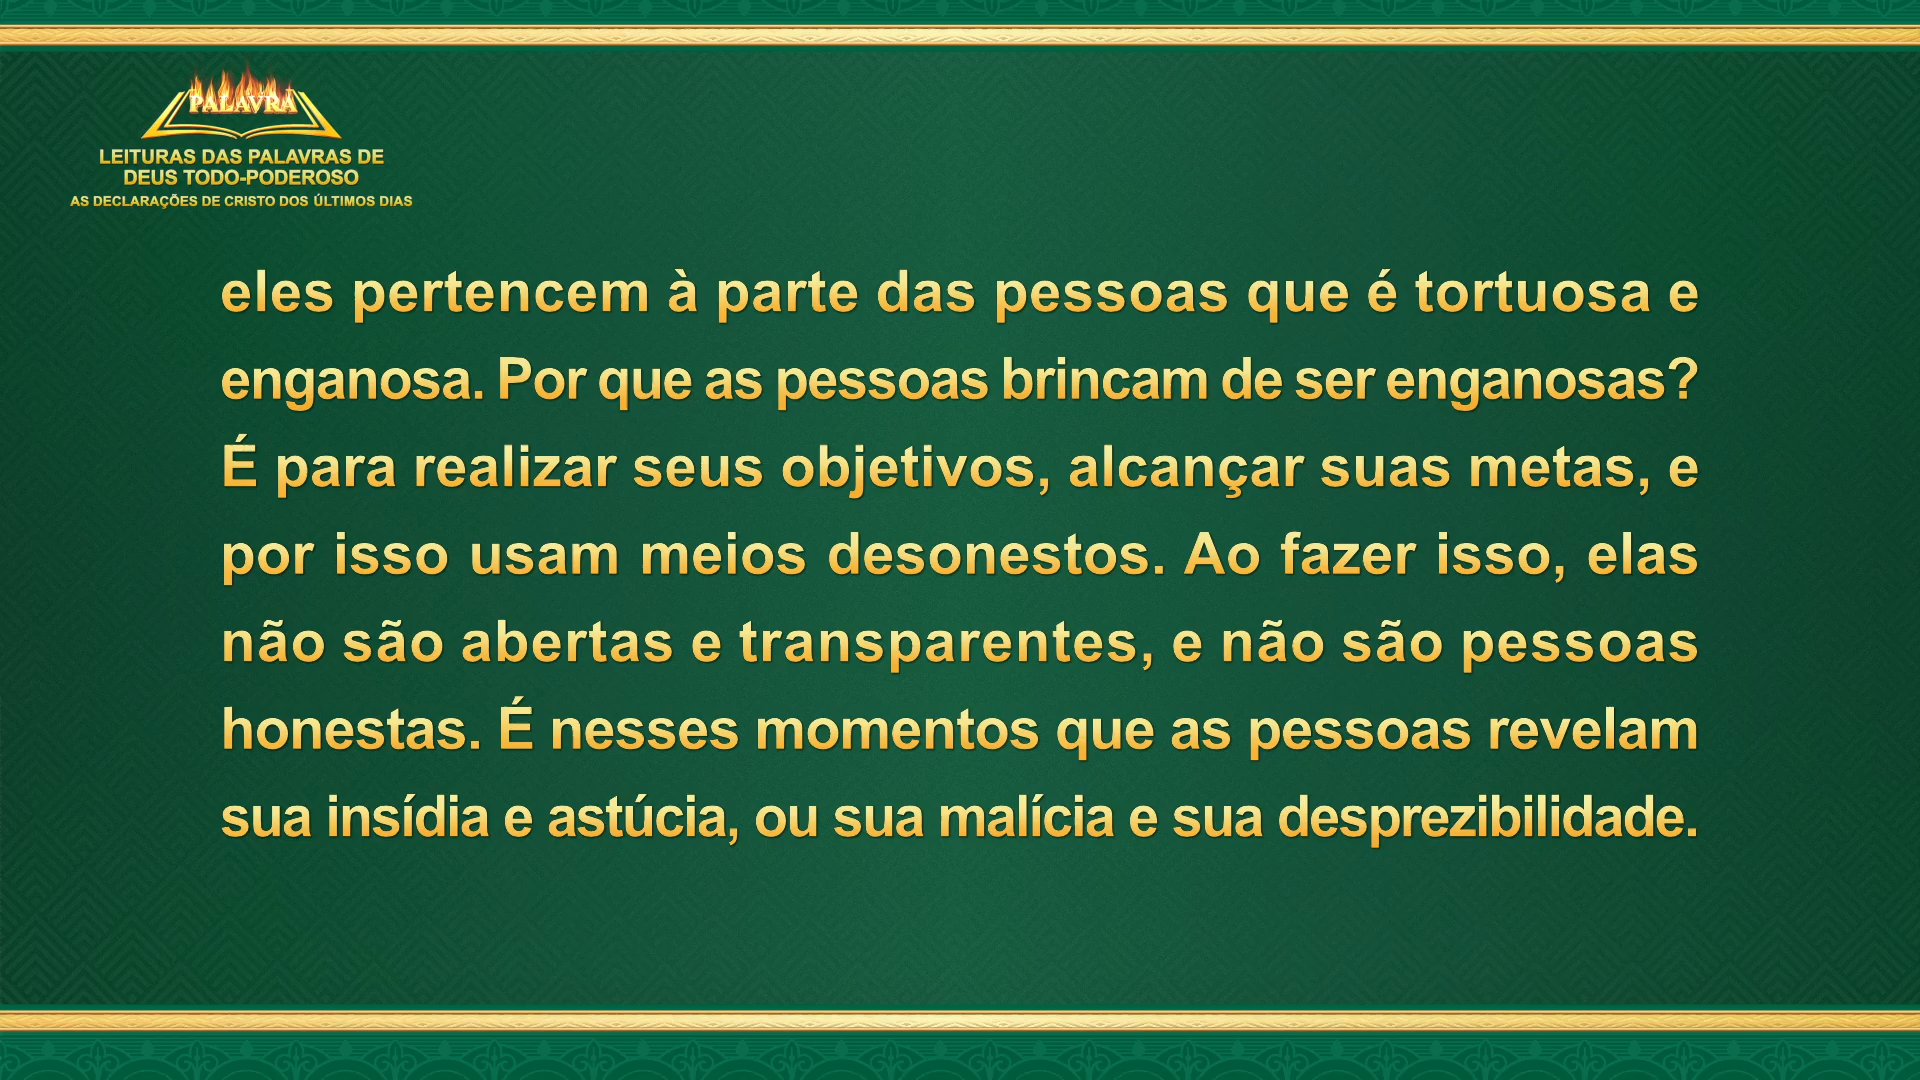 PALAVRA
LEITURAS DAS PALAVRAS DE
DEUS TODO-PODEROSO
AS DECLARAÇÕES DE CRISTO DOS ÚLTIMOS DIAS
eles pertencem à parte das pessoas que é tortuosa e
enganosa. Por que as pessoas brincam de ser enganosas?
É para realizar seus objetivos, alcançar suas metas, e
por isso usam meios desonestos. Ao fazer isso, elas
não são abertas e transparentes, e não são pessoas
honestas. É nesses momentos que as pessoas revelam
sua insídia e astúcia, ou sua malícia e sua desprezibilidade.